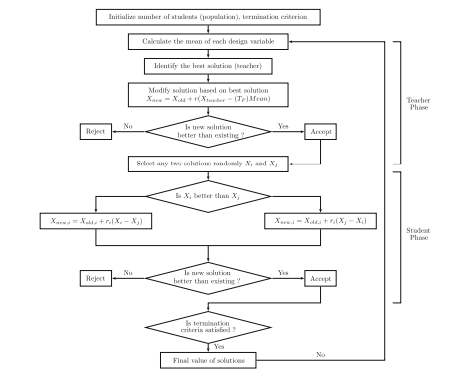 Initialize number of students (population), termination criterion
Calculate the mean of each design variable
Identify the best solution (teacher)
Modify solution based on best solution
X_new = X_old + r(X_teacher − (T_F)Mean)
Teacher
Phase
Is new solution
better than existing ?
No
Yes
Reject
Accept
Select any two solutions randomly X_i and X_j
Is X_i better than X_j
X_new,i = X_old,i + r_i(X_i − X_j)
X_new,i = X_old,i + r_i(X_j − X_i)
Student
Phase
Is new solution
better than existing ?
No
Yes
Reject
Accept
Is termination
criteria satisfied ?
Yes
No
Final value of solutions